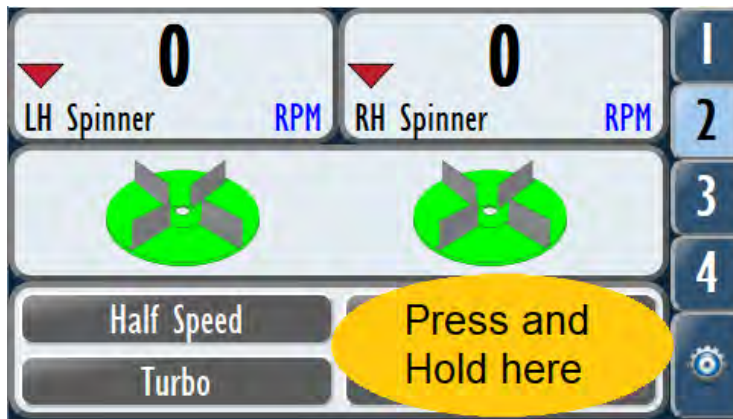 0
LH Spinner RPM
0
RH Spinner RPM
1
2
3
4
Half Speed
Turbo
Press and
Hold here